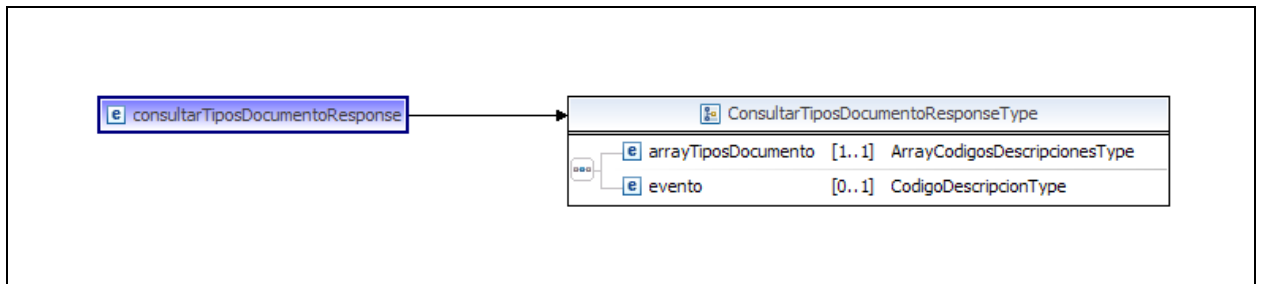 e consultarTiposDocumentoResponse
ConsultarTiposDocumentoResponseType
e arrayTiposDocumento [1..1] ArrayCodigosDescripcionesType
e evento [0..1] CodigoDescripcionType